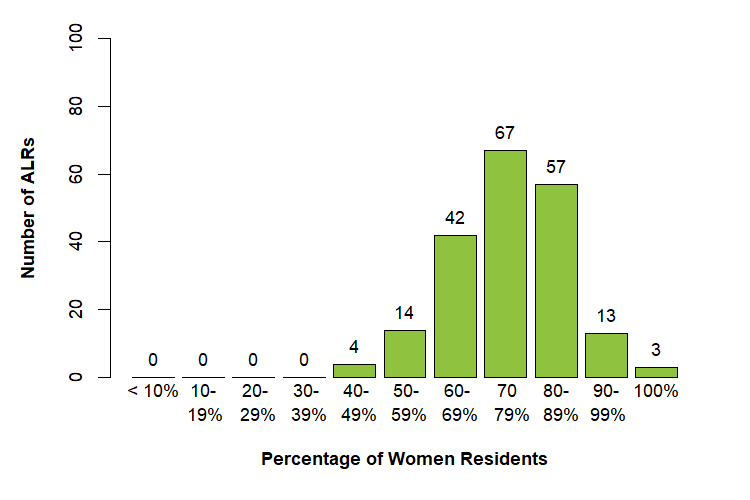 100
80
60
40
20
0
Number of ALRs
0 0 0 0 4 14 42 67 57 13 3
< 10% 10- 20- 30- 40- 50- 60- 70 80- 90- 100%
19% 29% 39% 49% 59% 69% 79% 89% 99%
Percentage of Women Residents